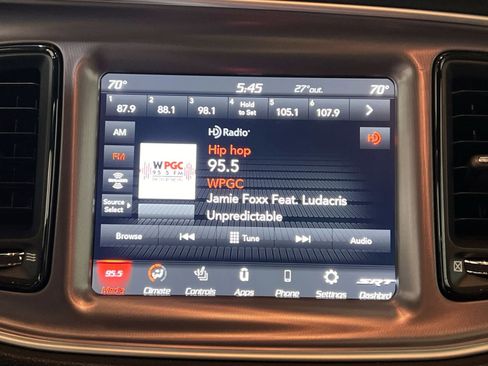 70° 5:45 27°out. 70°
1 87.9 2 88.1 3 98.1 4 Hold to Set 5 105.1 6 107.9
AM
HD Radio
HD
FM
WPGC
95.5 FM
Hip hop
95.5
WPGC
Jamie Foxx Feat. Ludacris
Unpredictable
Source
Select
Browse Tune Audio
95.5
Media Climate Controls Apps Phone Settings SRT Dashbrd